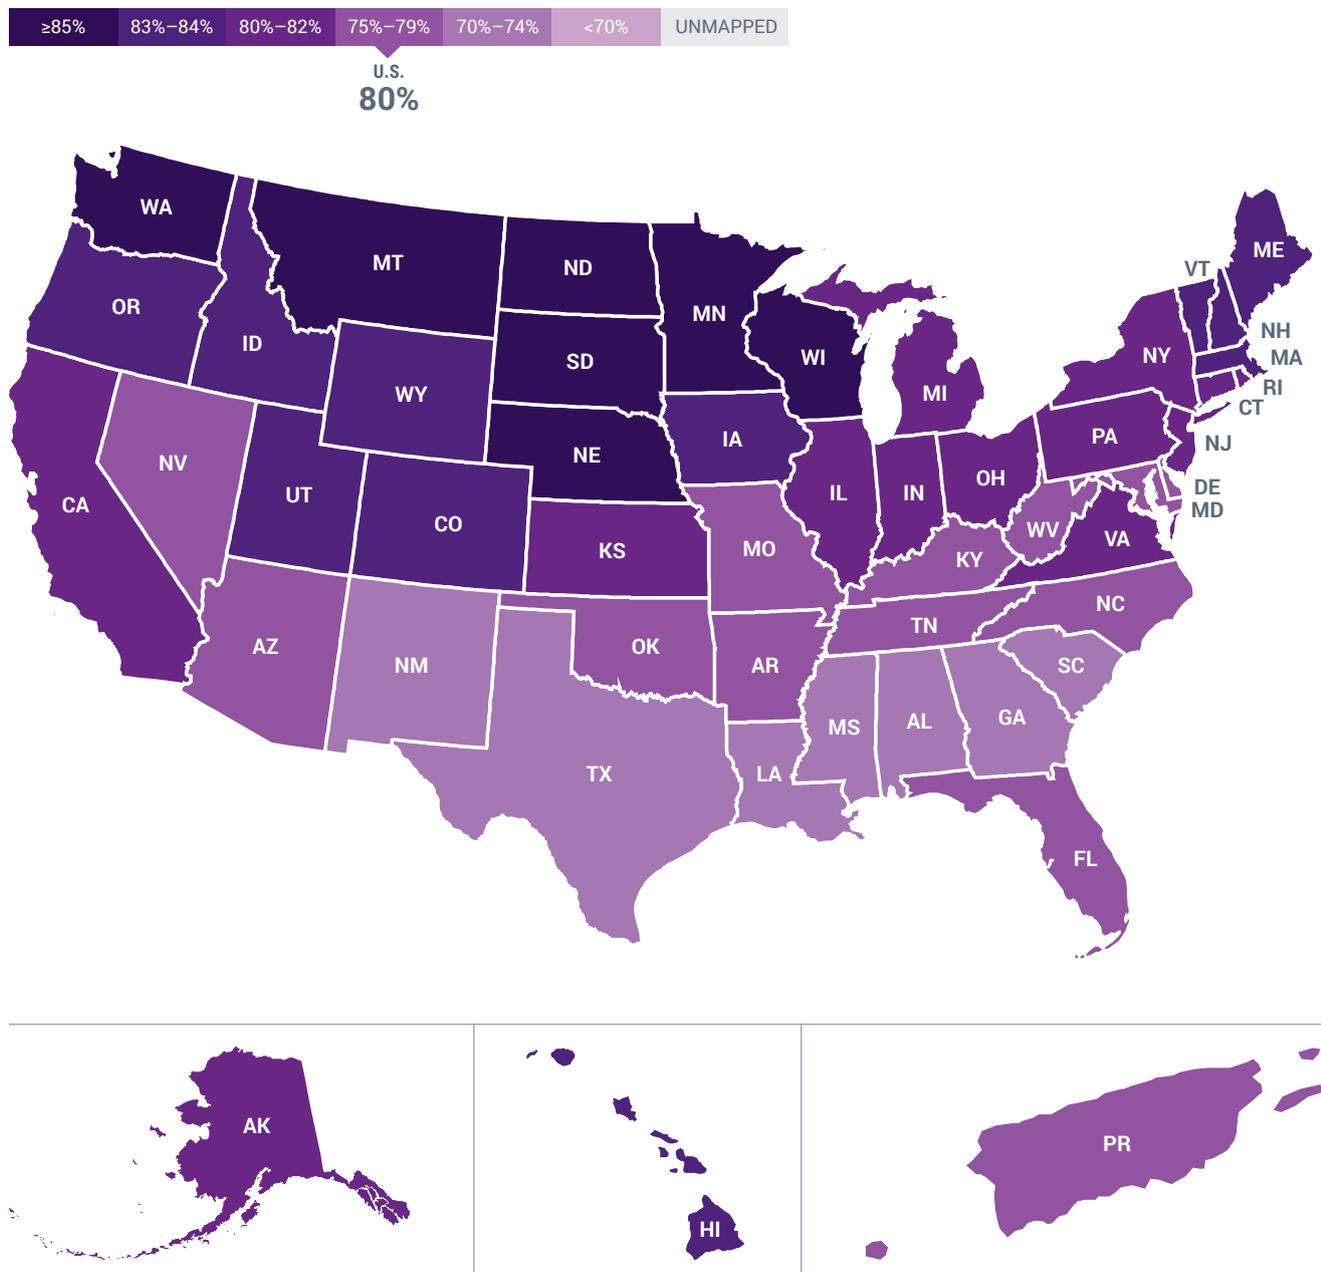 ≥85% 83%–84% 80%–82% 75%–79% 70%–74% <70% UNMAPPED
U.S.
80%
WA
MT
ND
MN
OR
ID
WY
SD
WI
MI
NY
VT
ME
NH
MA
RI
CT
NJ
PA
DE
MD
NV
UT
CO
NE
IA
IL
IN
OH
WV
VA
CA
KS
MO
KY
NC
AZ
NM
OK
AR
TN
SC
TX
LA
MS
AL
GA
FL
AK
HI
PR